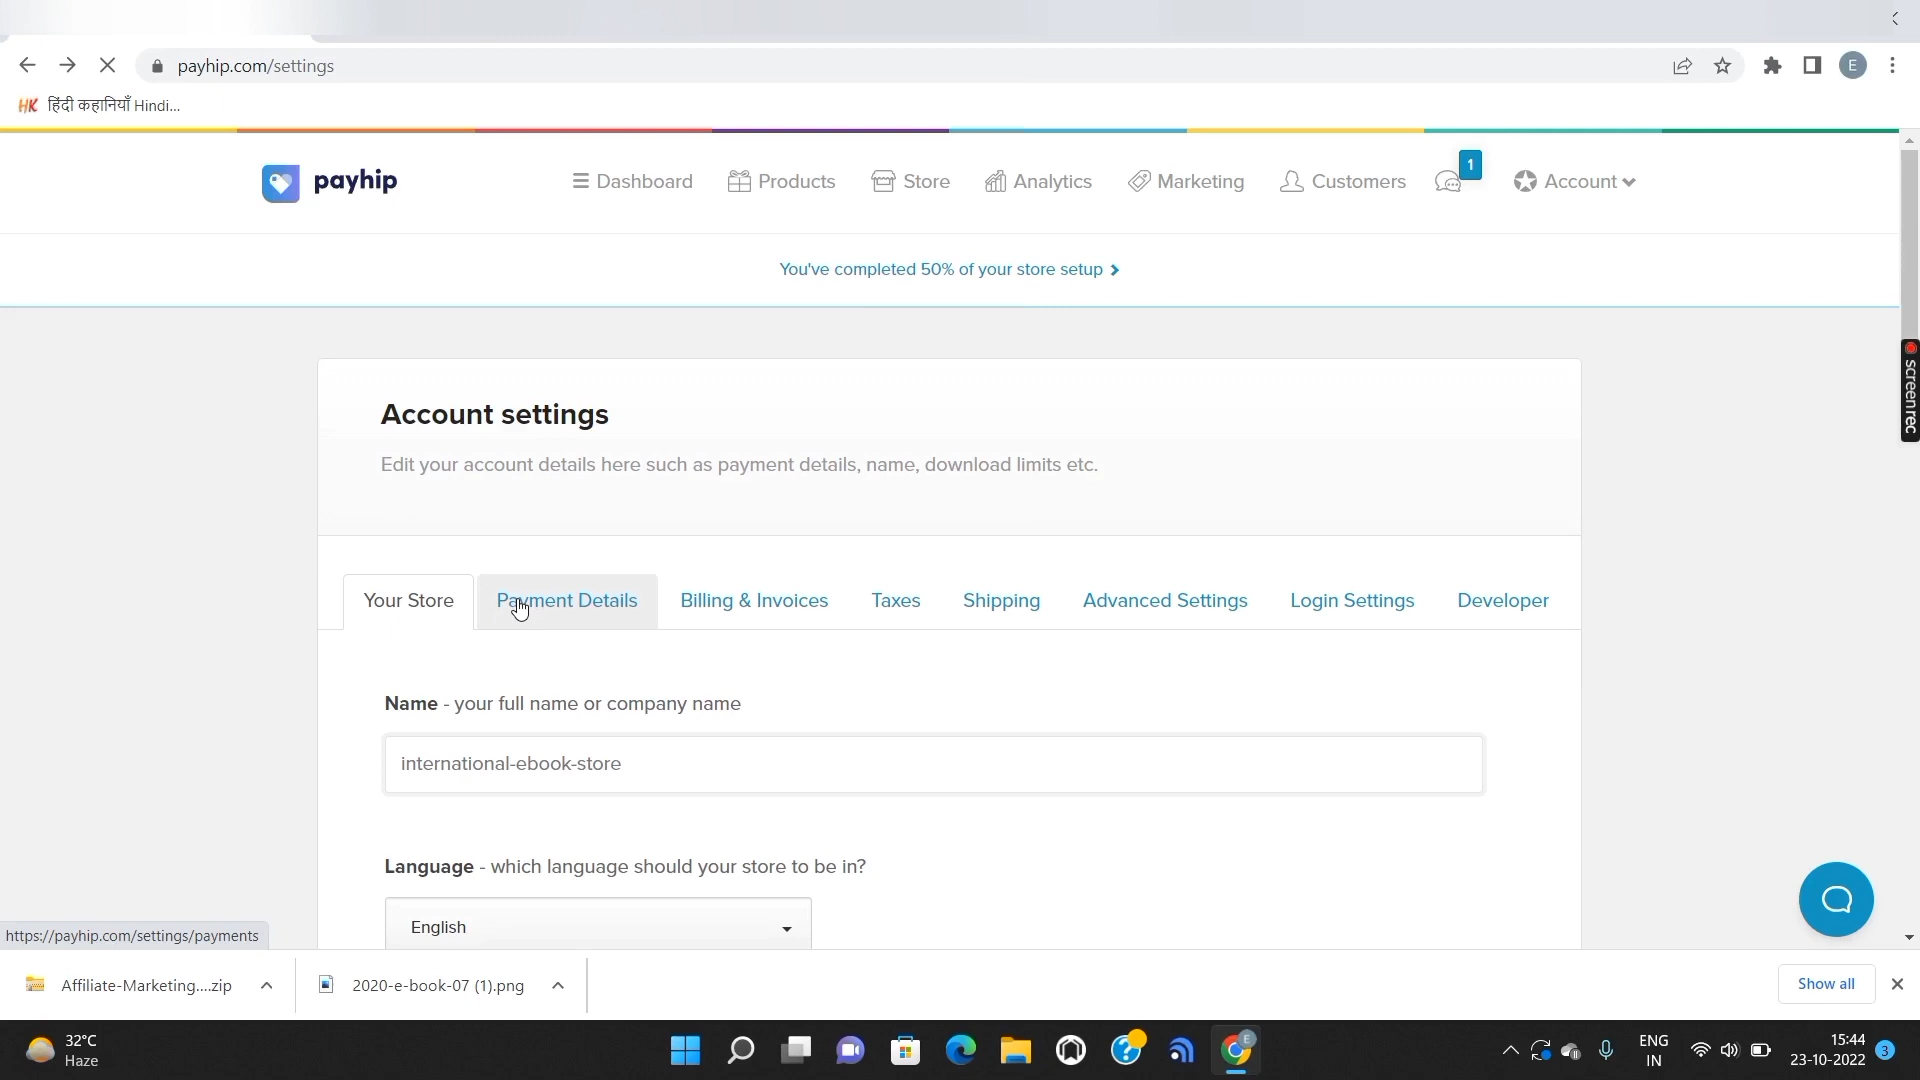 payhip.com/settings
HK हिंदी कहानियाँ Hindi...
payhip
Dashboard
Products
Store
Analytics
Marketing
Customers
1
Account
You've completed 50% of your store setup
Account settings
Edit your account details here such as payment details, name, download limits etc.
Your Store
Payment Details
Billing & Invoices
Taxes
Shipping
Advanced Settings
Login Settings
Developer
Name - your full name or company name
international-ebook-store
Language - which language should your store to be in?
English
screenrec
https://payhip.com/settings/payments
Affiliate-Marketing....zip
2020-e-book-07 (1).png
Show all
32°C
Haze
E
ENG
IN
15:44
23-10-2022
3